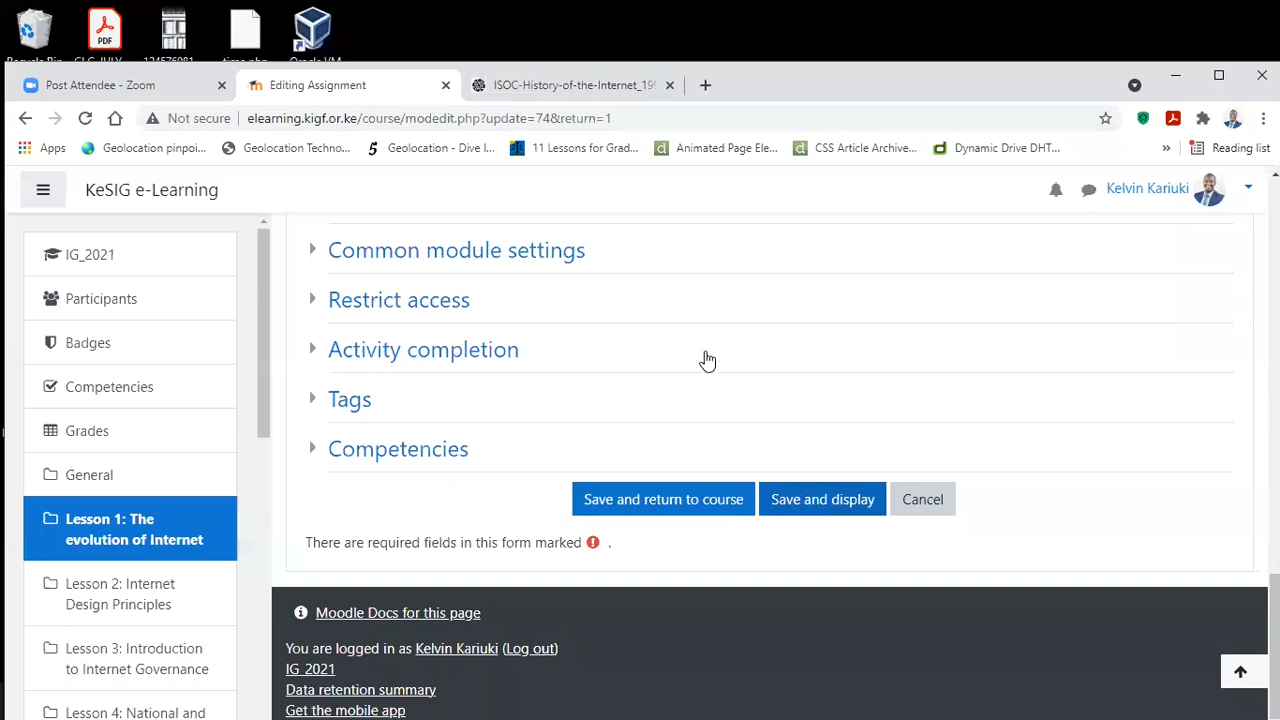 PDF
Post Attendee - Zoom
Editing Assignment
ISOC-History-of-the-Internet_199
Not secure
elearning.kigf.or.ke/course/modedit.php?update=74&return=1
Apps
Geolocation pinpoi...
Geolocation Techno...
Geolocation - Dive I...
11 Lessons for Grad...
Animated Page Ele...
CSS Article Archive...
Dynamic Drive DHT...
»
Reading list
KeSIG e-Learning
Kelvin Kariuki
IG_2021
Participants
Badges
Competencies
Grades
General
Lesson 1: The
evolution of Internet
Lesson 2: Internet
Design Principles
Lesson 3: Introduction
to Internet Governance
Lesson 4: National and
Common module settings
Restrict access
Activity completion
Tags
Competencies
Save and return to course
Save and display
Cancel
There are required fields in this form marked .
Moodle Docs for this page
You are logged in as Kelvin Kariuki (Log out)
IG_2021
Data retention summary
Get the mobile app